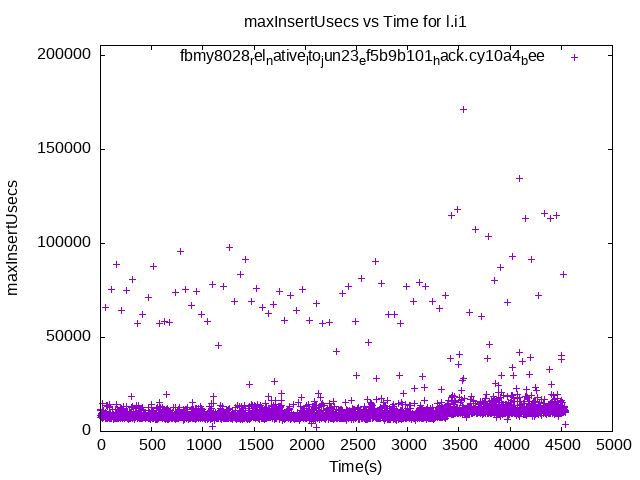 maxInsertUsecs vs Time for l.i1
fbmy8028relnativeltojun23ef5b9b101hack.cy10a4bee
200000
150000
100000
50000
0
maxInsertUsecs
0 500 1000 1500 2000 2500 3000 3500 4000 4500 5000
Time(s)